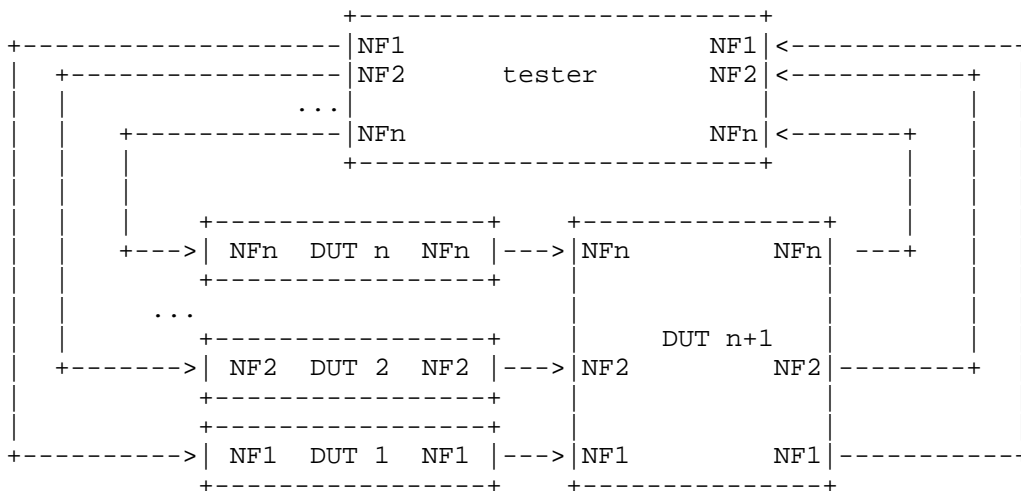 NF1 NF1
NF2 tester NF2
...
NFn NFn
NFn DUT n NFn NFn NFn
...
DUT n+1
NF2 DUT 2 NF2 NF2 NF2
NF1 DUT 1 NF1 NF1 NF1